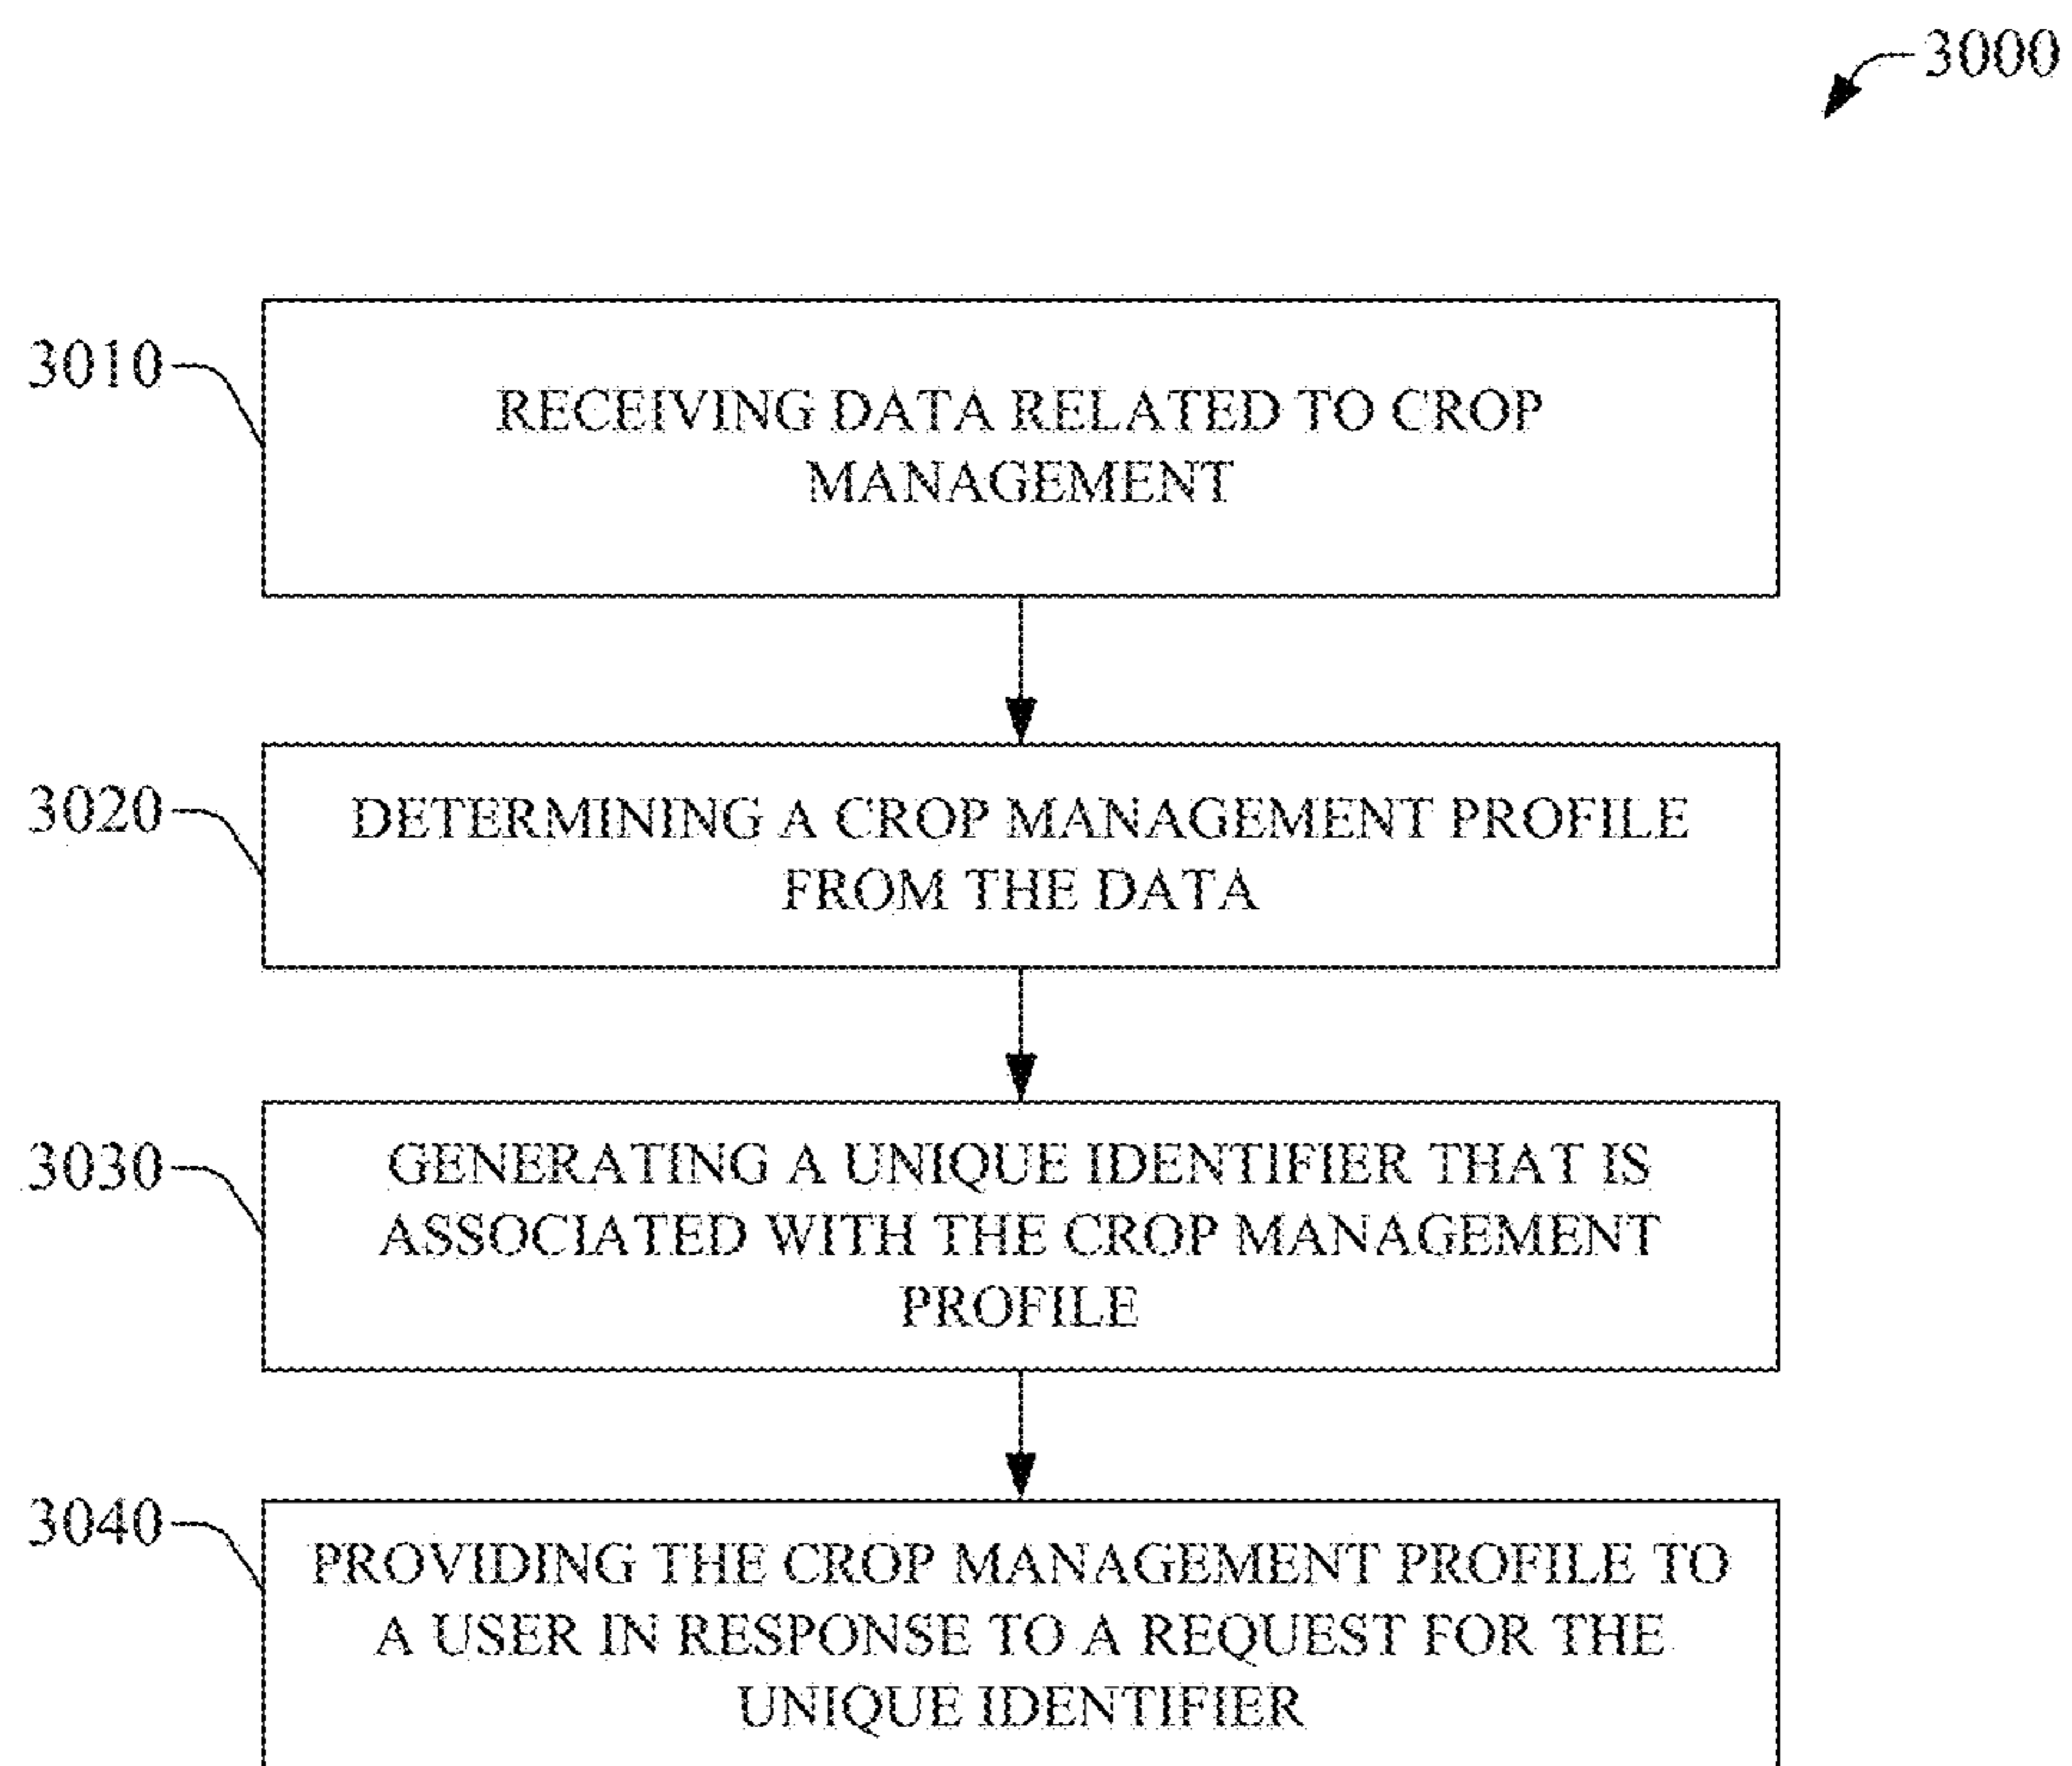 3000
3010
RECEIVING DATA RELATED TO CROP
MANAGEMENT
3020
DETERMINING A CROP MANAGEMENT PROFILE
FROM THE DATA
3030
GENERATING A UNIQUE IDENTIFIER THAT IS
ASSOCIATED WITH THE CROP MANAGEMENT
PROFILE
3040
PROVIDING THE CROP MANAGEMENT PROFILE TO
A USER IN RESPONSE TO A REQUEST FOR THE
UNIQUE IDENTIFIER